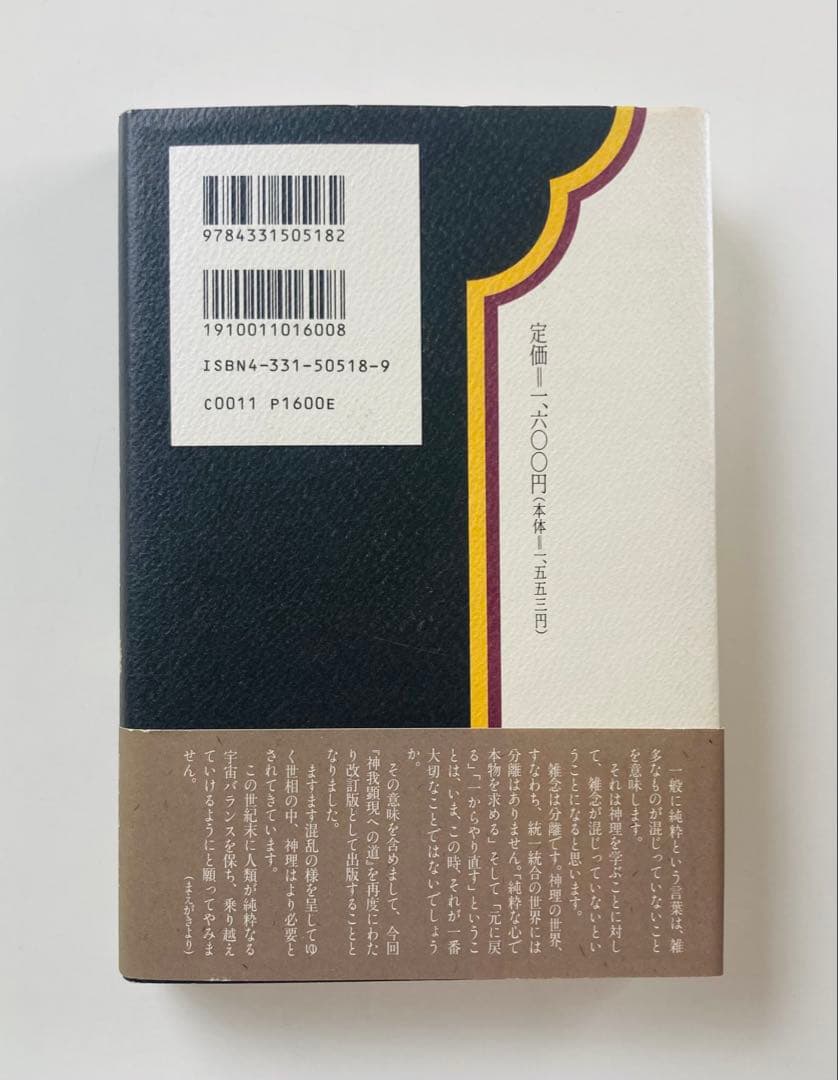 9784331505182
1910011016008
ISBN4-331-50518-9
C0011 P1600E
定価＝一、六〇〇円（本体＝一、五五三円）
一般に純粋という言葉は、雑
多なものが混じっていないこと
を意味します。
それは神理を学ぶことに対し
て、雑念が混じっていないとい
うことになると思います。
雑念は分離です。神理の世界、
すなわち、統一統合の世界には
分離はありません。「純粋な心で
本物を求める」そして「元に戻
る」「一からやり直す」というこ
とは、いま、この時、それが一番
大切なことではないでしょう
か。
その意味を含めまして、今回
『神我顕現への道』を再度にわた
り改訂版として出版することと
なりました。
ますます混乱の様を呈してゆ
く世相の中、神理はより必要と
されてきています。
この世紀末に人類が純粋なる
宇宙バランスを保ち、乗り越え
ていけるようにと願ってやみま
せん。
（まえがきより）